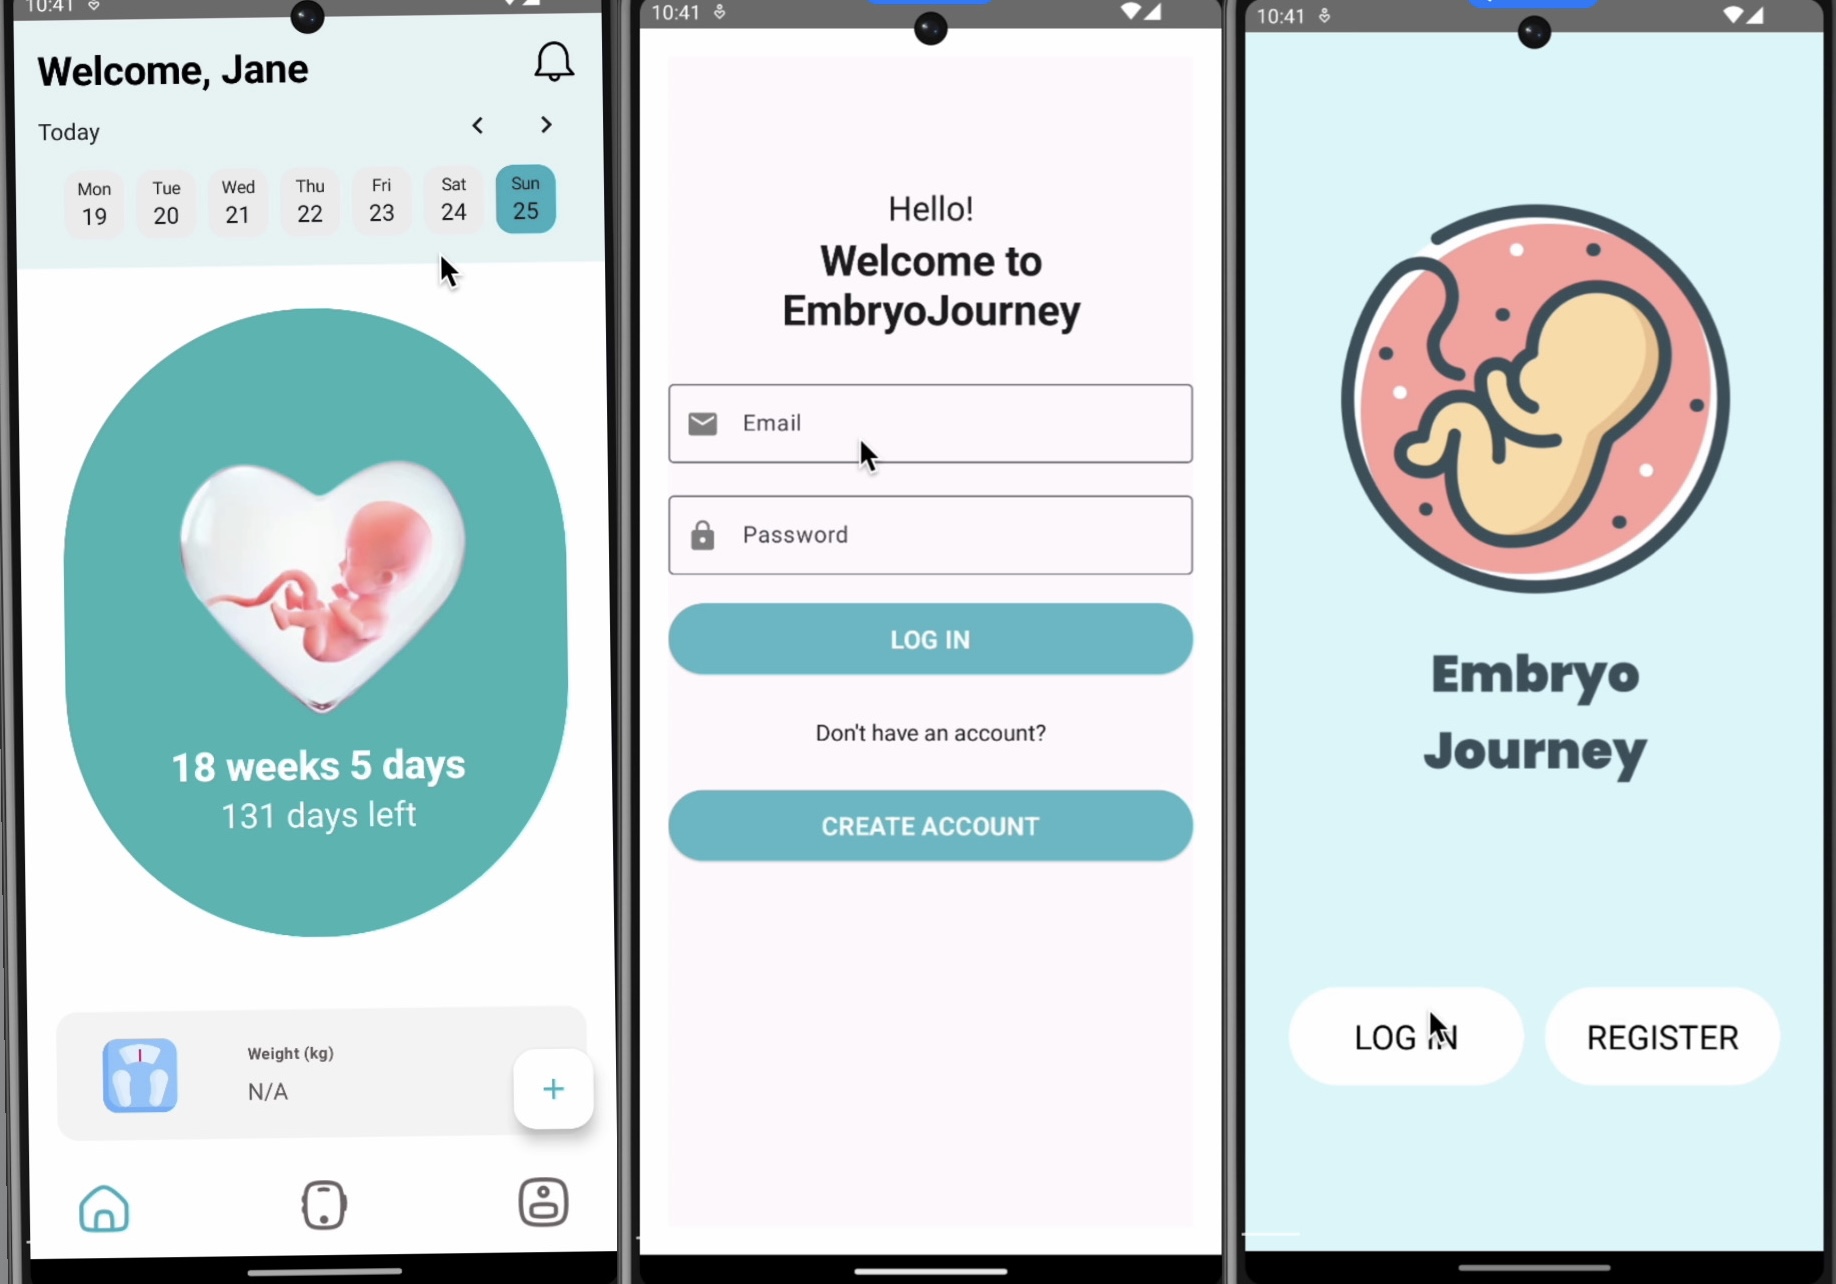 10:41
Welcome, Jane
Today
Mon Tue Wed Thu Fri Sat Sun
19 20 21 22 23 24 25
18 weeks 5 days
131 days left
Weight (kg)
N/A
+
10:41
Hello!
Welcome to
EmbryoJourney
Email
Password
LOG IN
Don't have an account?
CREATE ACCOUNT
10:41
Embryo
Journey
LOG IN REGISTER